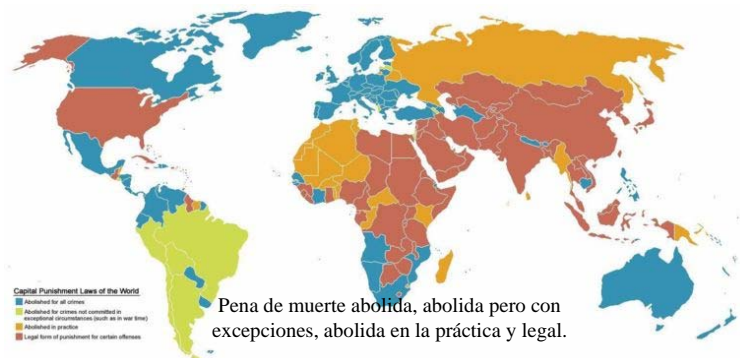 Capital Punishment Laws of the World
Abolished for all crimes
Abolished for crimes not committed in
exceptional circumstances (such as in war time)
Abolished in practice
Legal form of punishment for certain offenses
Pena de muerte abolida, abolida pero con
excepciones, abolida en la práctica y legal.